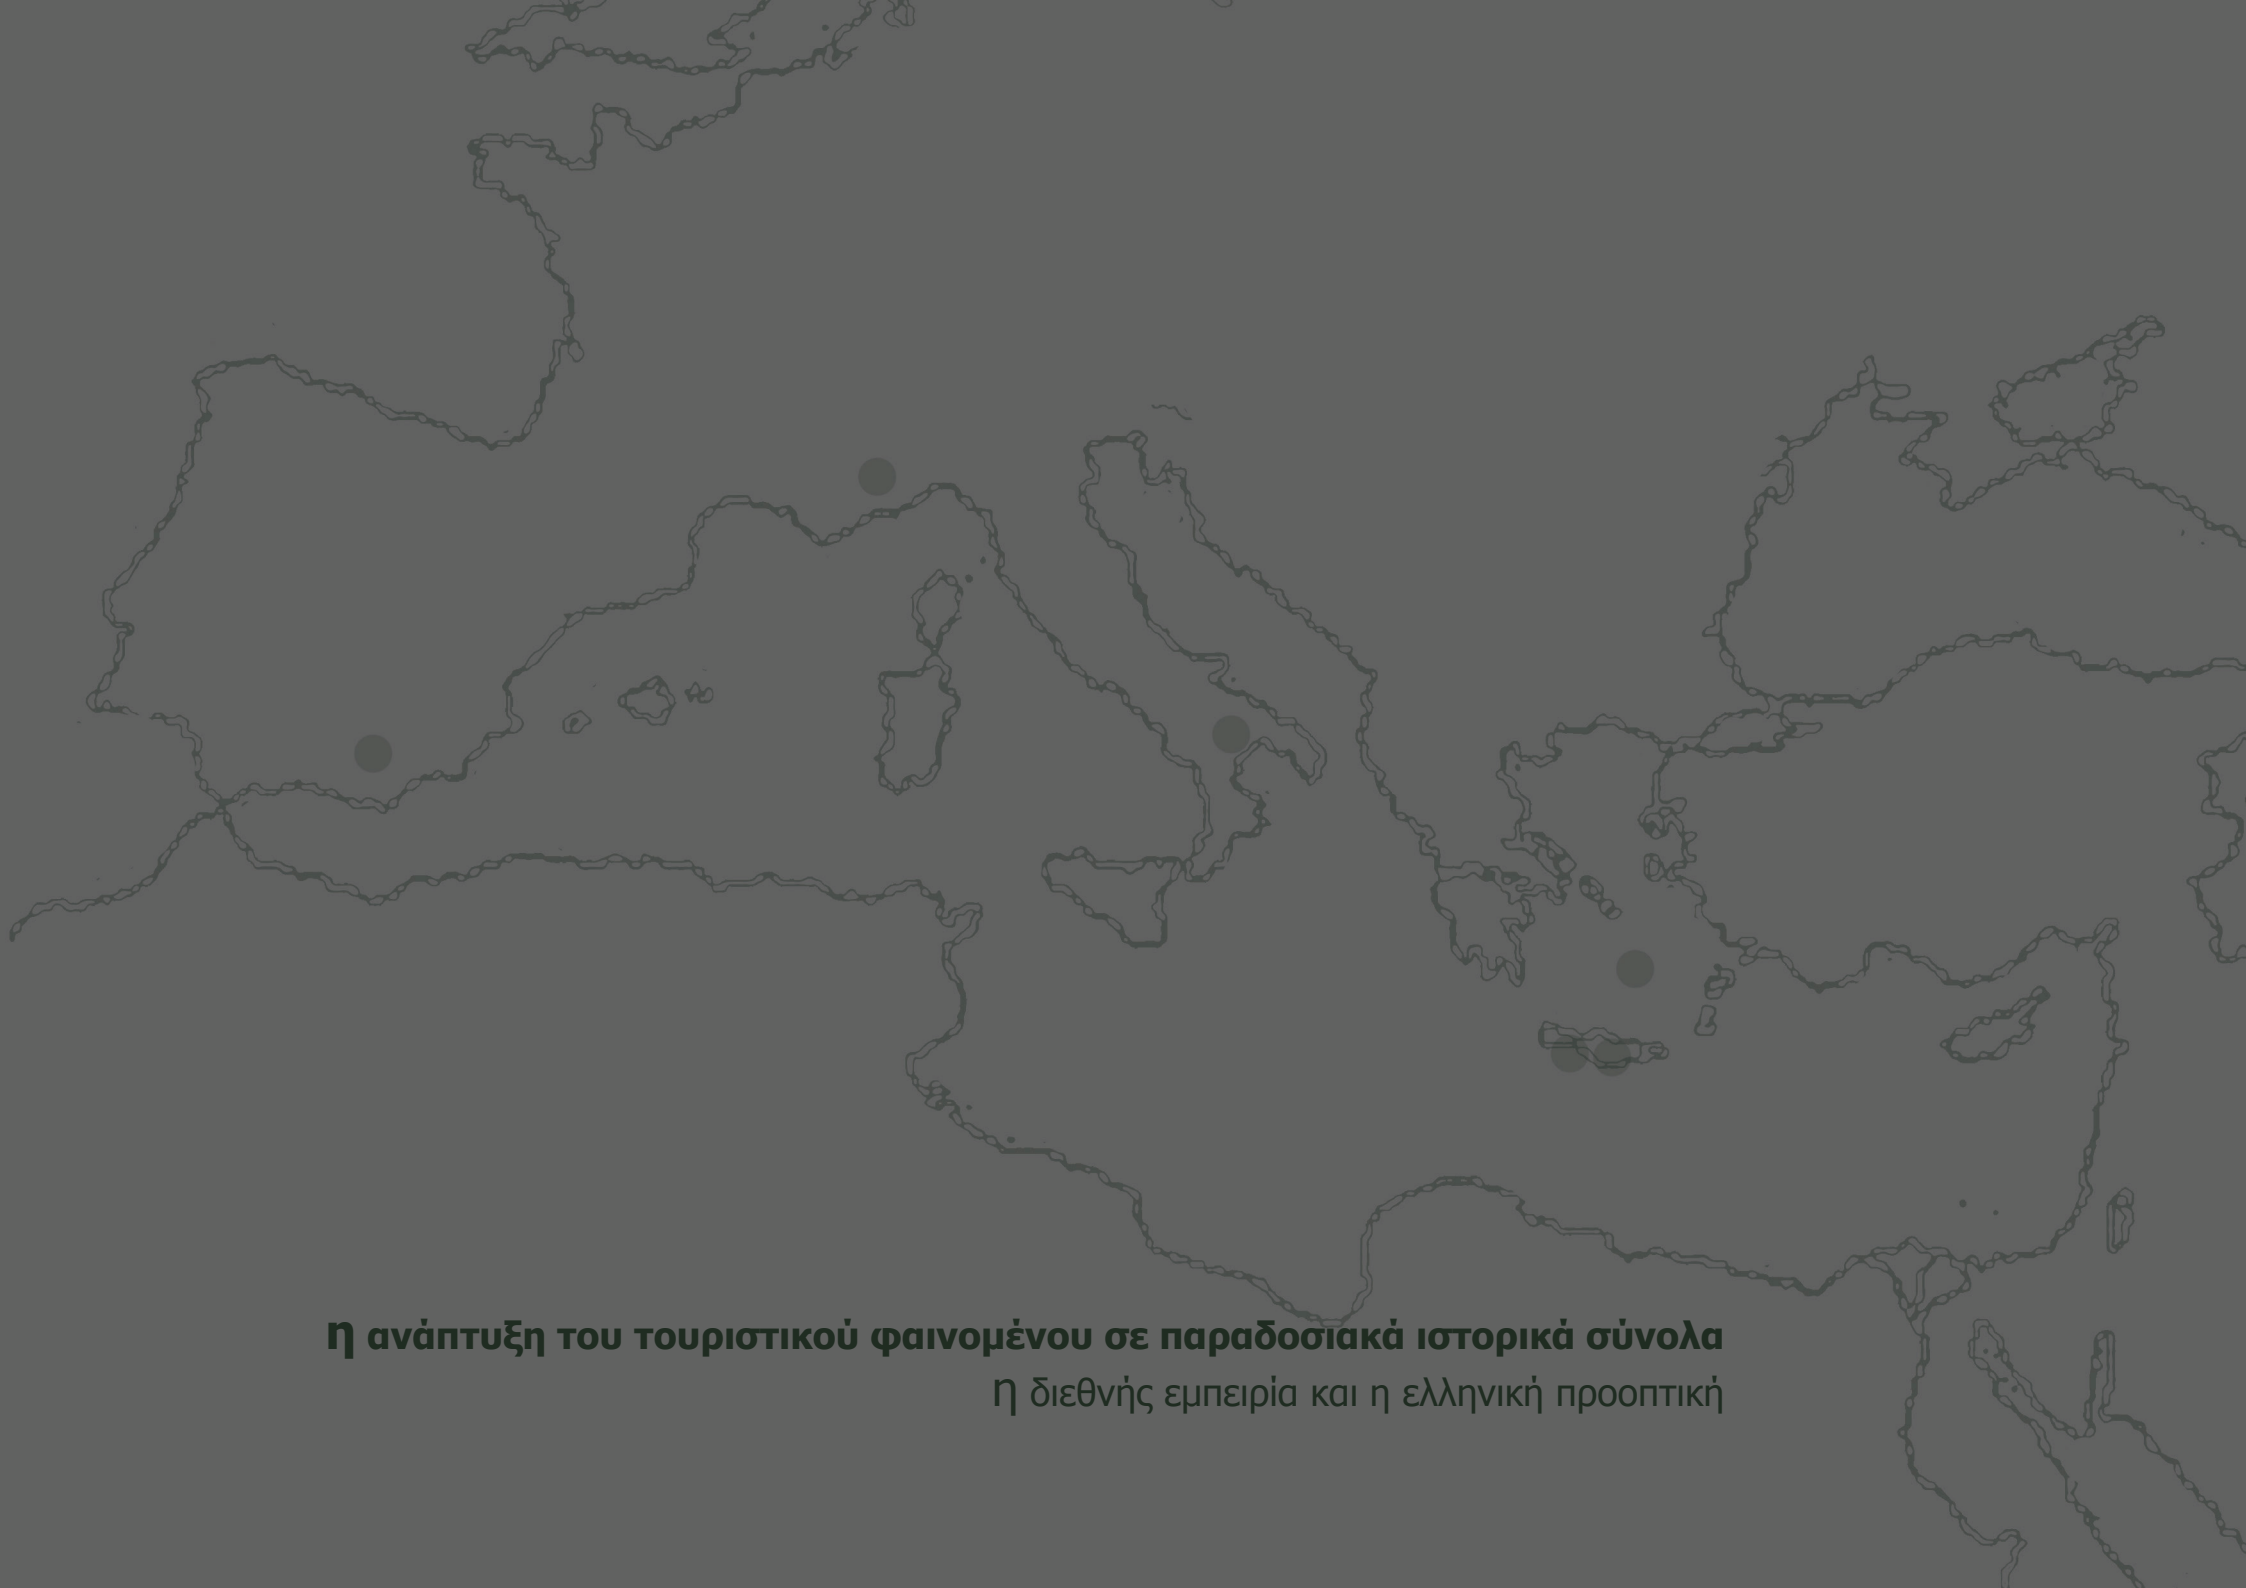 η ανάπτυξη του τουριστικού φαινομένου σε παραδοσιακά ιστορικά σύνολα
η διεθνής εμπειρία και η ελληνική προοπτική